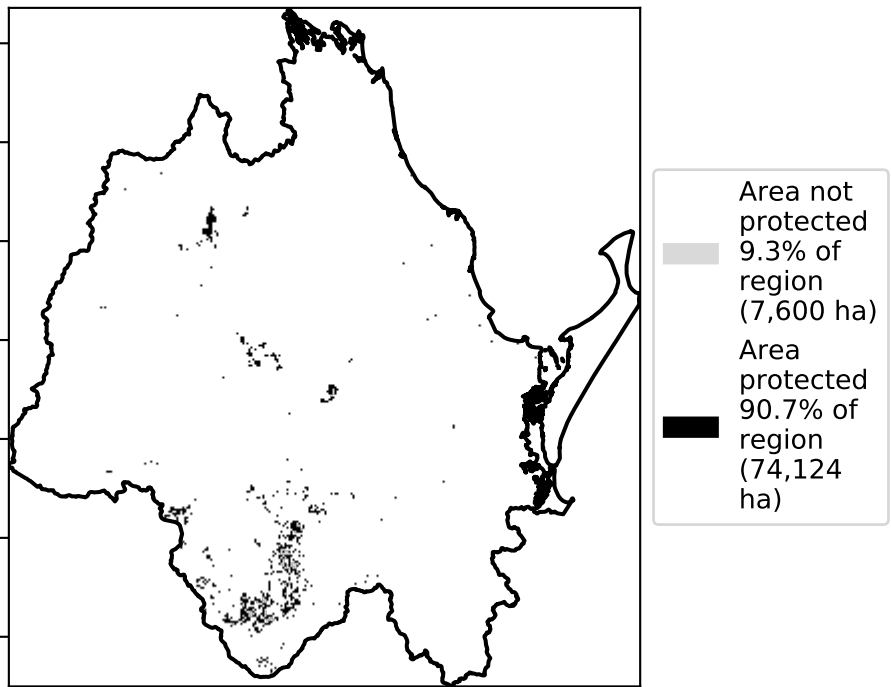 Area not
protected
9.3% of
region
(7,600 ha)
Area
protected
90.7% of
region
(74,124
ha)